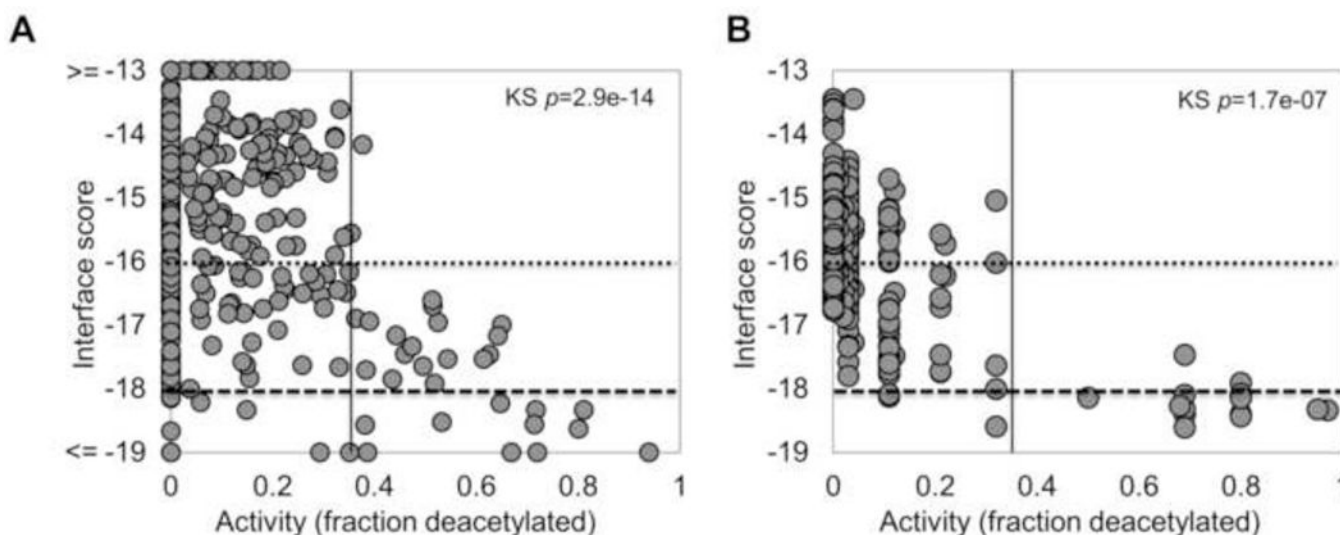 A
B
>= -13
-14
-15
-16
-17
-18
<= -19
Interface score
KS p=2.9e-14
0 0.2 0.4 0.6 0.8 1
Activity (fraction deacetylated)
-13
-14
-15
-16
-17
-18
-19
Interface score
KS p=1.7e-07
0 0.2 0.4 0.6 0.8 1
Activity (fraction deacetylated)